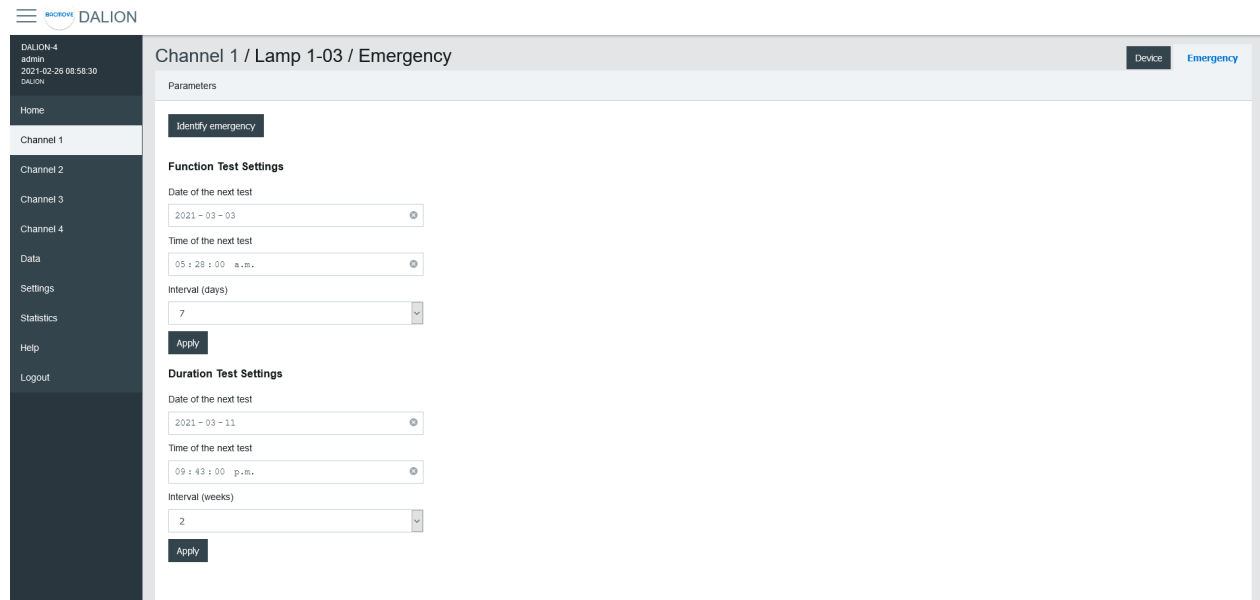 BACMOVE DALION
DALION-4
admin
2021-02-26 08:58:30
DALION
Home
Channel 1
Channel 2
Channel 3
Channel 4
Data
Settings
Statistics
Help
Logout
Channel 1 / Lamp 1-03 / Emergency
Device
Emergency
Parameters
Identify emergency
Function Test Settings
Date of the next test
2021-03-03
Time of the next test
05:28:00 a.m.
Interval (days)
7
Apply
Duration Test Settings
Date of the next test
2021-03-11
Time of the next test
09:43:00 p.m.
Interval (weeks)
2
Apply